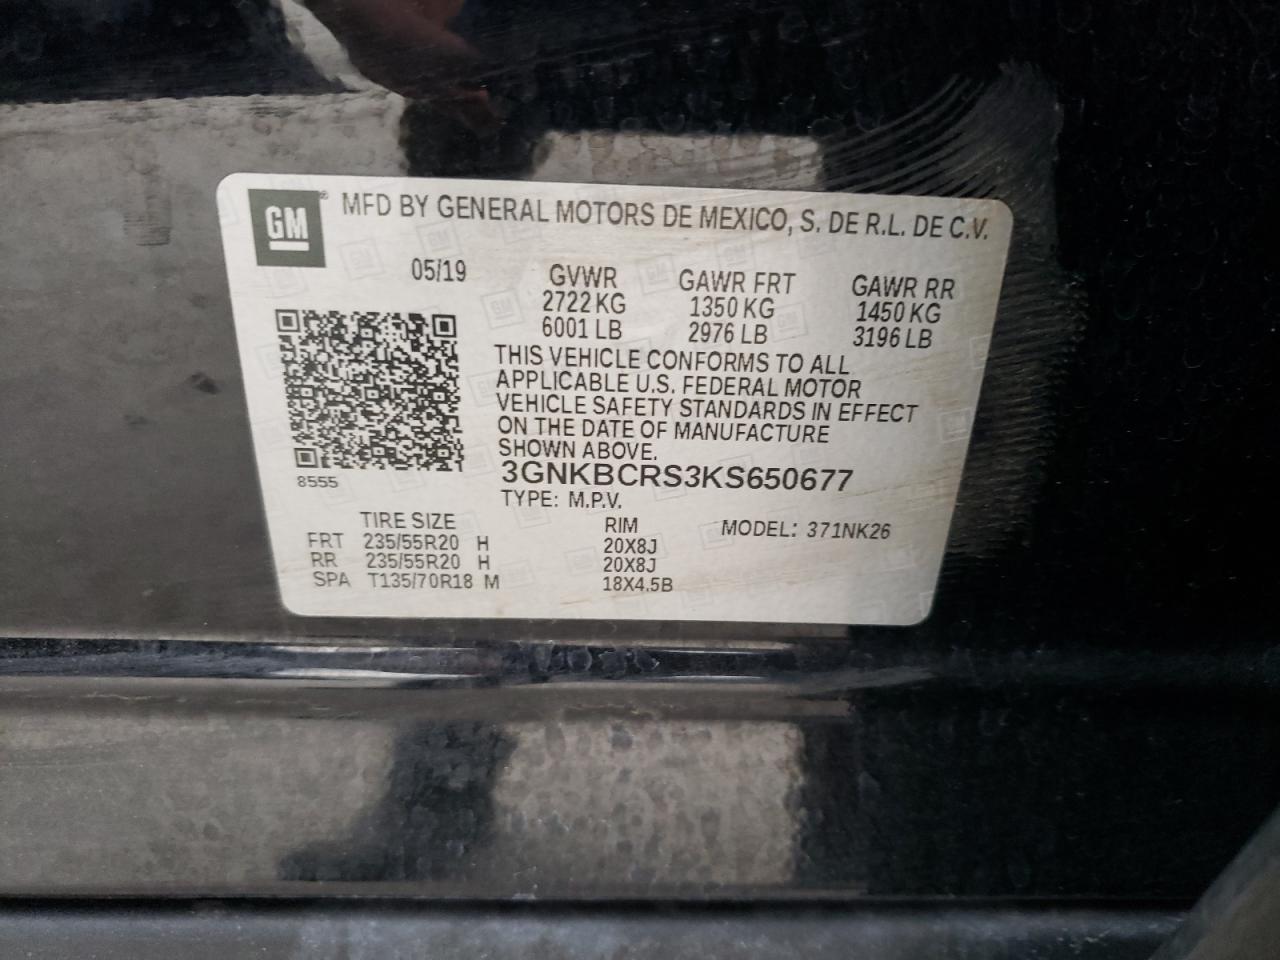 GM® MFD BY GENERAL MOTORS DE MEXICO, S. DE R.L. DE C.V.
05/19 GVWR GAWR FRT GAWR RR
2722 KG 1350 KG 1450 KG
6001 LB 2976 LB 3196 LB
THIS VEHICLE CONFORMS TO ALL
APPLICABLE U.S. FEDERAL MOTOR
VEHICLE SAFETY STANDARDS IN EFFECT
ON THE DATE OF MANUFACTURE
SHOWN ABOVE.
3GNKBCRS3KS650677
8555
TYPE: M.P.V.
TIRE SIZE RIM MODEL: 371NK26
FRT 235/55R20 H 20X8J
RR 235/55R20 H 20X8J
SPA T135/70R18 M 18X4.5B